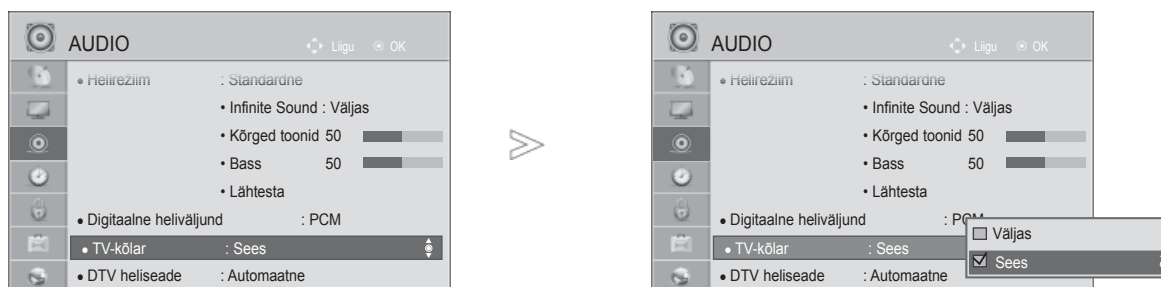 AUDIO Liigu OK
• Helirežiim : Standardne
• Infinite Sound : Väljas
• Kõrged toonid 50
• Bass 50
• Lähtesta
• Digitaalne heliväljund : PCM
• TV-kõlar : Sees
• DTV heliseade : Automaatne
>
AUDIO Liigu OK
• Helirežiim : Standardne
• Infinite Sound : Väljas
• Kõrged toonid 50
• Bass 50
• Lähtesta
• Digitaalne heliväljund : PCM
• TV-kõlar : Sees
• DTV heliseade : Automaatne
Väljas
Sees